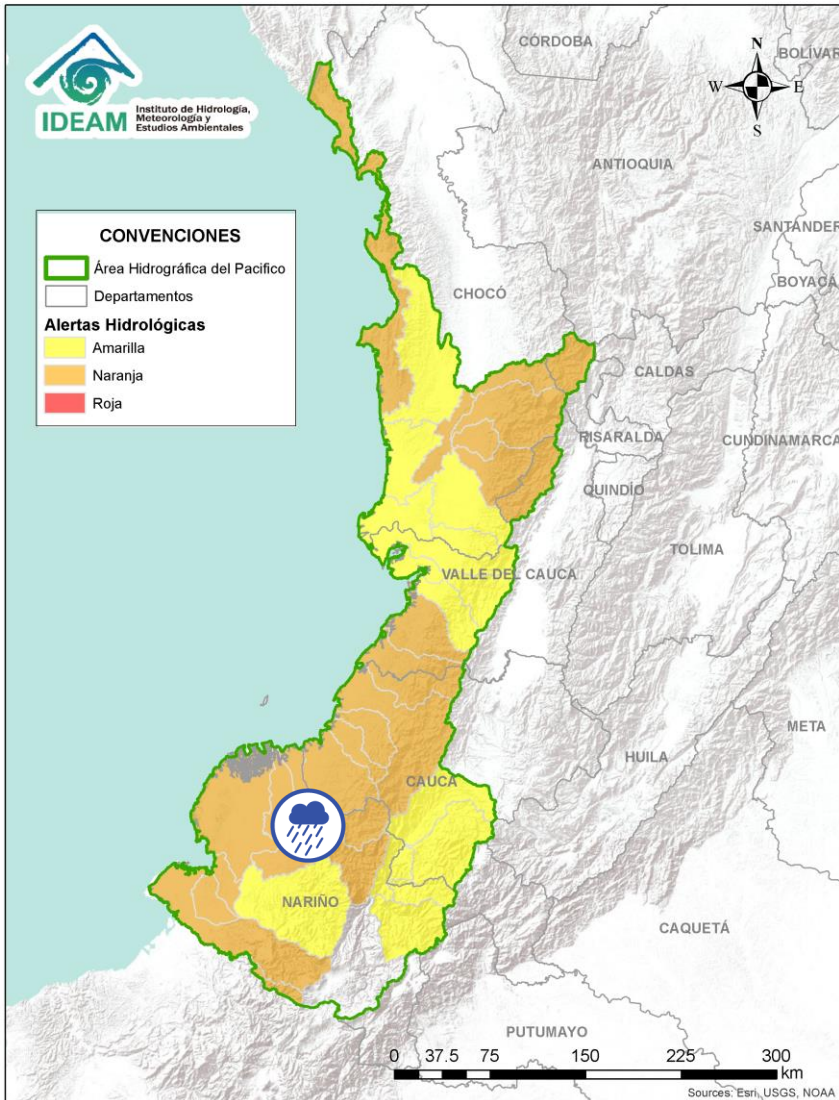 IDEAM
Instituto de Hidrología,
Meteorología y
Estudios Ambientales
CÓRDOBA
BOLÍVAR
N
W
E
S
ANTIOQUIA
SANTANDER
BOYACÁ
CONVENCIONES
Área Hidrográfica del Pacifico
Departamentos
Alertas Hidrológicas
Amarilla
Naranja
Roja
CHOCÓ
CALDAS
RISARALDA
CUNDINAMARCA
QUINDÍO
TOLIMA
VALLE DEL CAUCA
META
HUILA
CAUCA
NARIÑO
CAQUETÁ
PUTUMAYO
0 37.5 75 150 225 300
km
Sources: Esri, USGS, NOAA